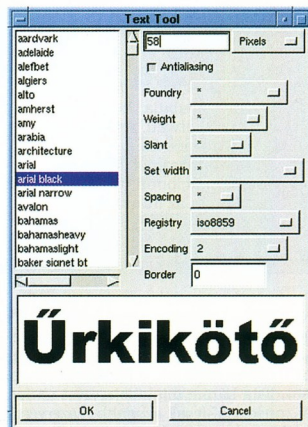 Text Tool
aardvark
adelaide
alefbet
algiers
alto
amherst
amy
arabia
architecture
arial
arial black
arial narrow
avalon
bahamas
bahamasheavy
bahamaslight
baker signet bt
58 Pixels
Antialiasing
Foundry *
Weight *
Slant *
Set width *
Spacing *
Registry iso8859
Encoding 2
Border 0
Űrkikötő
OK Cancel